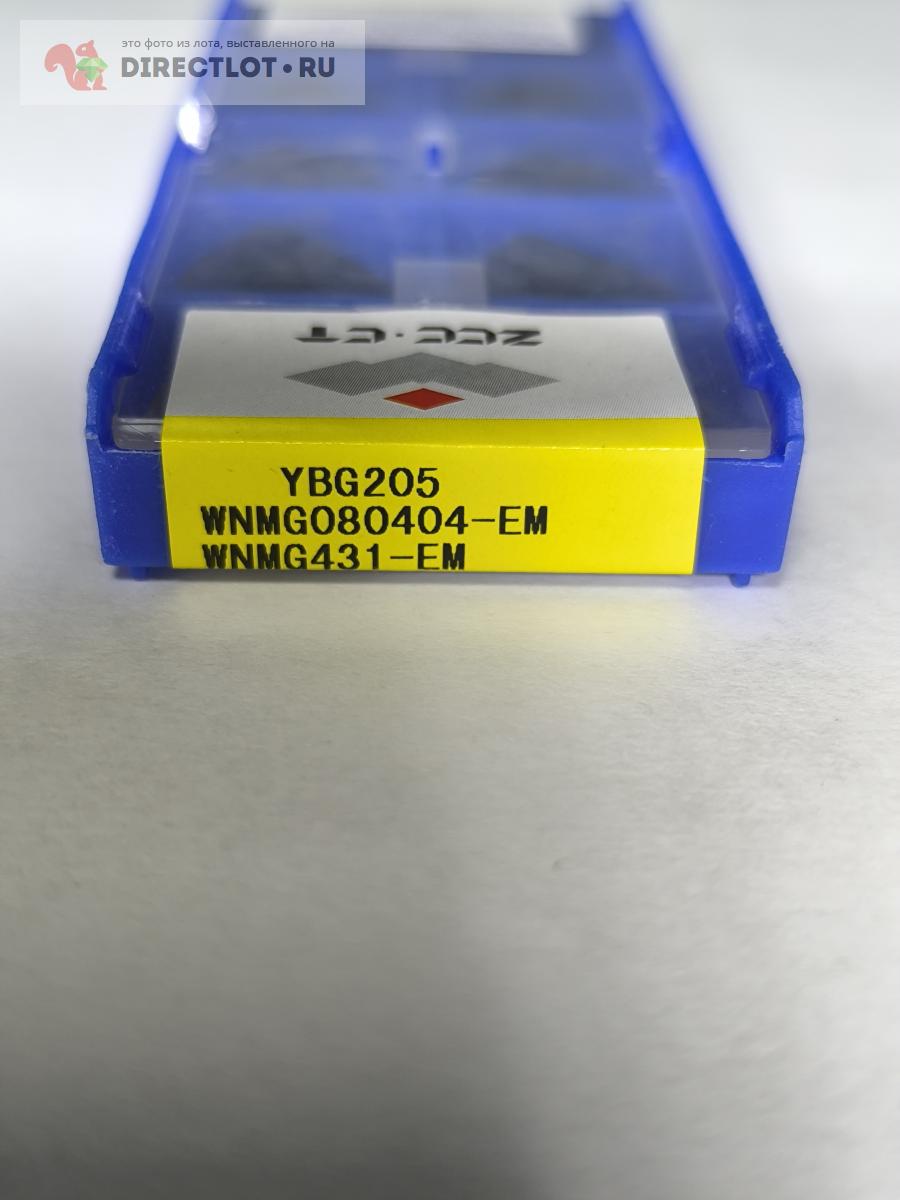 это фото из лота, выставленного на
DIRECTLOT•RU
ZCC·CT
YBG205
WNMG080404-EM
WNMG431-EM